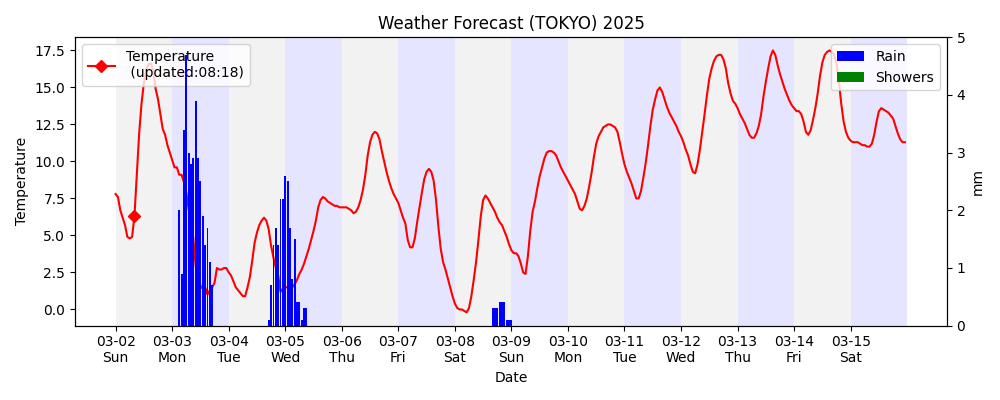 Weather Forecast (TOKYO) 2025
Temperature
(updated:08:18)
Rain
Showers
Temperature
17.5
15.0
12.5
10.0
7.5
5.0
2.5
0.0
5
4
3
2
1
0
mm
03-02 03-03 03-04 03-05 03-06 03-07 03-08 03-09 03-10 03-11 03-12 03-13 03-14 03-15
Sun Mon Tue Wed Thu Fri Sat Sun Mon Tue Wed Thu Fri Sat
Date